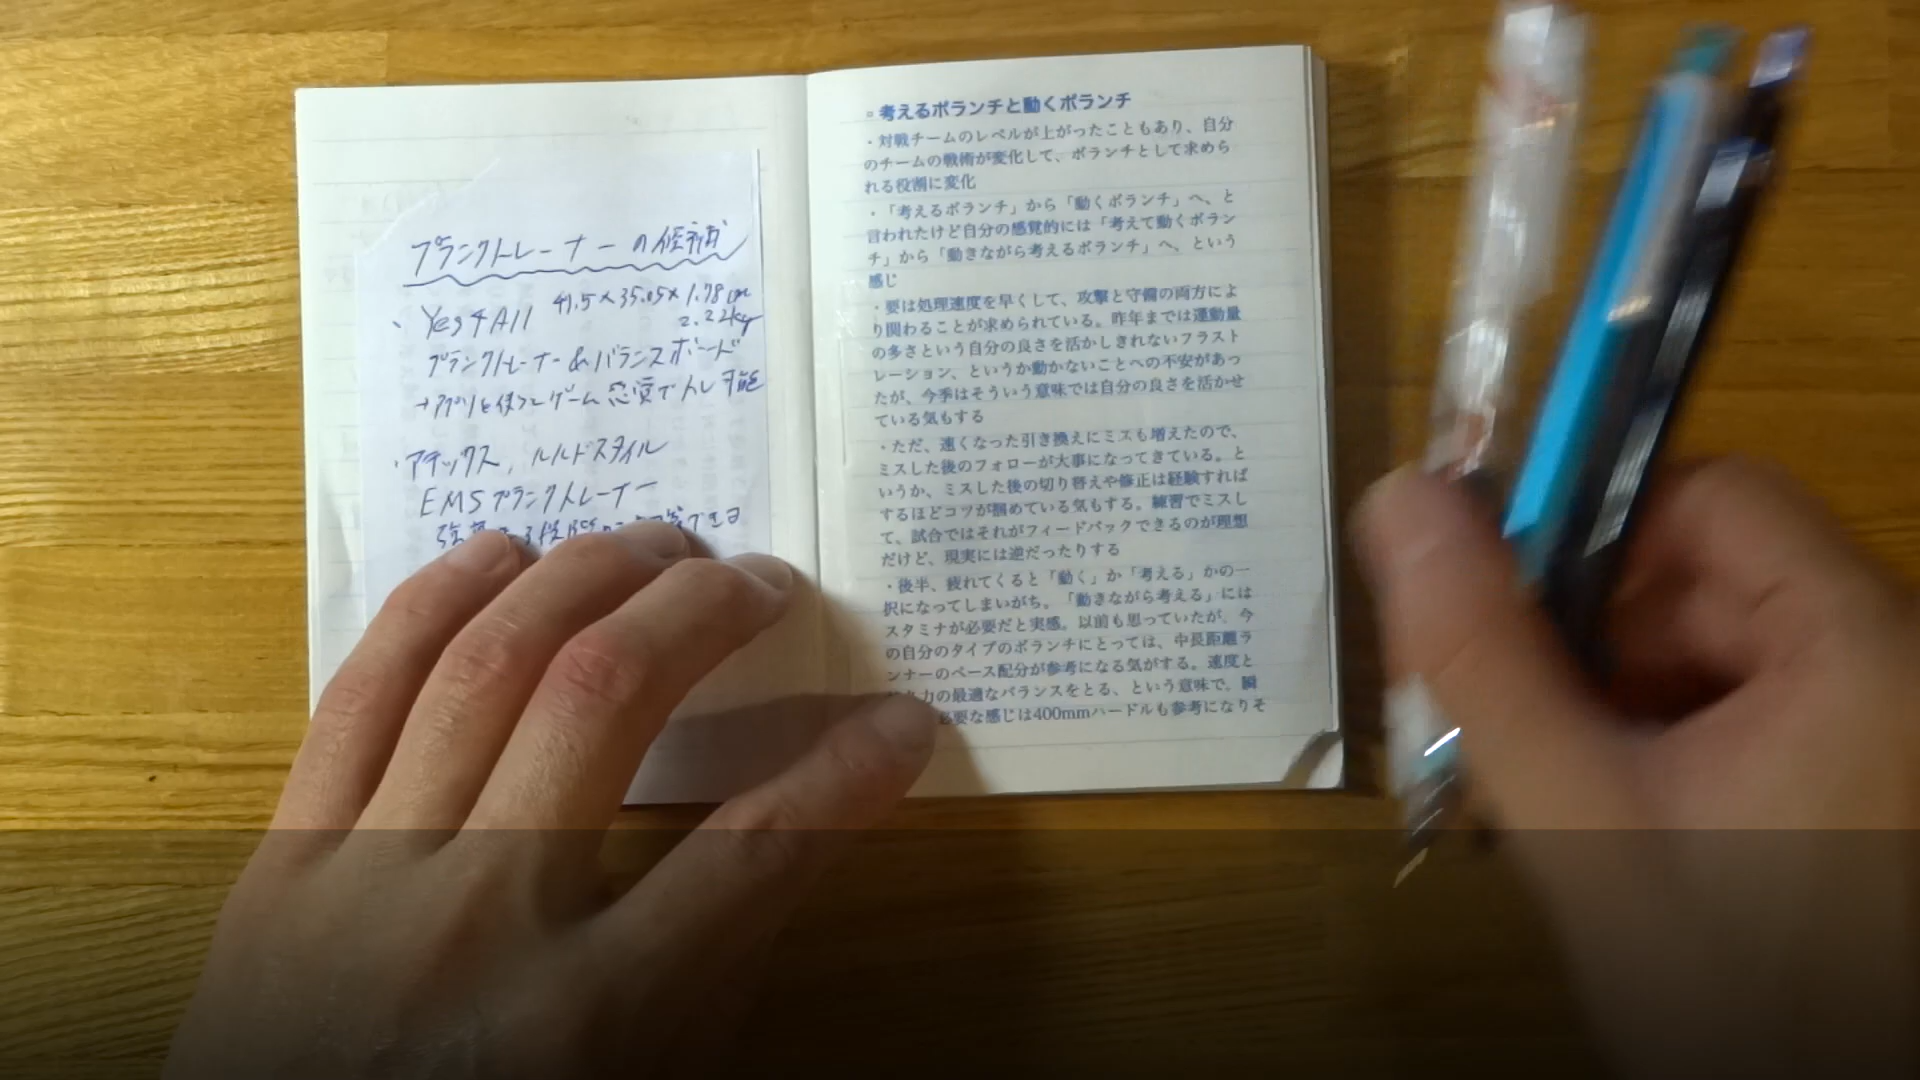 プランクトレーナーの候補
・Yes4All 41.5×35.05×1.78cm
2.22kg
プランクトレーナー&バランスボード
→アプリを使ってゲーム感覚でトレ可能
・アテックス, ルルドスタイル
EMSプランクトレーナー
できる
▫考えるボランチと動くボランチ
・対戦チームのレベルが上がったこともあり、自分
のチームの戦術が変化して、ボランチとして求めら
れる役割に変化
・「考えるボランチ」から「動くボランチ」へ、と
言われたけど自分の感覚的には「考えて動くボラン
チ」から「動きながら考えるボランチ」へ、という
感じ
・要は処理速度を早くして、攻撃と守備の両方によ
り関わることが求められている。昨年までは運動量
の多さという自分の良さを活かしきれないフラスト
レーション、というか動かないことへの不安があっ
たが、今季はそういう意味では自分の良さを活かせ
ている気もする
・ただ、速くなった引き換えにミスも増えたので、
ミスした後のフォローが大事になってきている。と
いうか、ミスした後の切り替えや修正は経験すれば
するほどコツが掴めている気もする。練習でミスし
て、試合ではそれがフィードバックできるのが理想
だけど、現実には逆だったりする
・後半、疲れてくると「動く」か「考える」かの一
択になってしまいがち。「動きながら考える」には
スタミナが必要だと実感。以前も思っていたが、今
の自分のタイプのボランチにとっては、中長距離ラ
ンナーのペース配分が参考になる気がする。速度と
力の最適なバランスをとる、という意味で。瞬
必要な感じは400mmハードルも参考になりそ